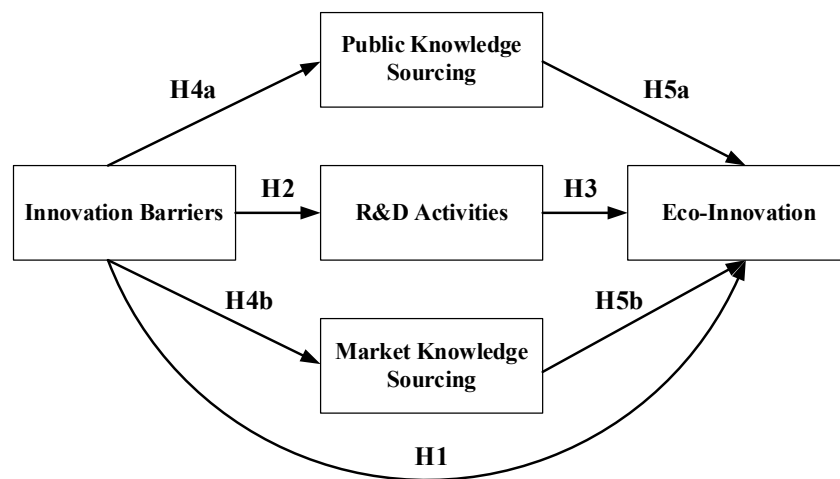 Public Knowledge
Sourcing
H4a
H5a
Innovation Barriers
H2
R&D Activities
H3
Eco-Innovation
H4b
H5b
Market Knowledge
Sourcing
H1